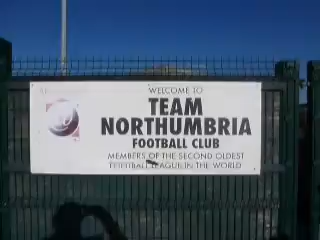 WELCOME TO
TEAM
NORTHUMBRIA
FOOTBALL CLUB
MEMBERS OF THE SECOND OLDEST
FOOTBALL LEAGUE IN THE WORLD